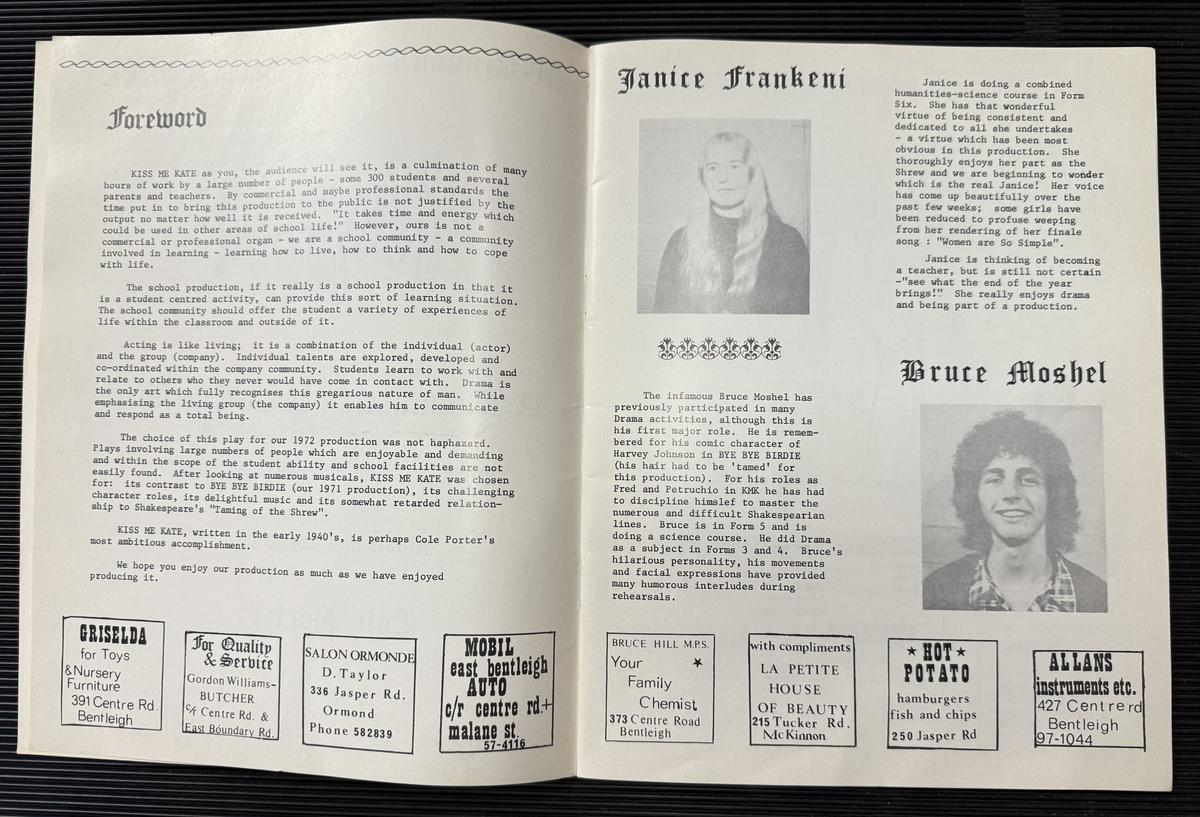 Foreword
KISS ME KATE as you, the audience will see it, is a culmination of many
hours of work by a large number of people - some 300 students and several
parents and teachers. By commercial and maybe professional standards the
time put in to bring this production to the public is not justified by the
output no matter how well it is received. "It takes time and energy which
could be used in other areas of school life!" However, ours is not a
commercial or professional organ - we are a school community - a community
involved in learning - learning how to live, how to think and how to cope
with life.
The school production, if it really is a school production in that it
is a student centred activity, can provide this sort of learning situation.
The school community should offer the student a variety of experiences of
life within the classroom and outside of it.
Acting is like living; it is a combination of the individual (actor)
and the group (company). Individual talents are explored, developed and
co-ordinated within the company community. Students learn to work with and
relate to others who they never would have come in contact with. Drama is
the only art which fully recognises this gregarious nature of man. While
emphasising the living group (the company) it enables him to communicate
and respond as a total being.
The choice of this play for our 1972 production was not haphazard.
Plays involving large numbers of people which are enjoyable and demanding
and within the scope of the student ability and school facilities are not
easily found. After looking at numerous musicals, KISS ME KATE was chosen
for: its contrast to BYE BYE BIRDIE (our 1971 production), its challenging
character roles, its delightful music and its somewhat retarded relation-
ship to Shakespeare's "Taming of the Shrew".
KISS ME KATE, written in the early 1940's, is perhaps Cole Porter's
most ambitious accomplishment.
We hope you enjoy our production as much as we have enjoyed
producing it.
GRISELDA
for Toys
&Nursery
Furniture
391 Centre Rd.
Bentleigh
For Quality
& Service
Gordon Williams-
BUTCHER
c/r Centre Rd. &
East Boundary Rd.
SALON ORMONDE
D. Taylor
336 Jasper Rd.
Ormond
Phone 582839
MOBIL
east bentleigh
AUTO
c/r centre rd.+
malane st.
57-4116
Janice Frankeni
Janice is doing a combined
humanities-science course in Form
Six. She has that wonderful
virtue of being consistent and
dedicated to all she undertakes
- a virtue which has been most
obvious in this production. She
thoroughly enjoys her part as the
Shrew and we are beginning to wonder
which is the real Janice! Her voice
has come up beautifully over the
past few weeks; some girls have
been reduced to profuse weeping
from her rendering of her finale
song : "Women are So Simple".
Janice is thinking of becoming
a teacher, but is still not certain
-"see what the end of the year
brings!" She really enjoys drama
and being part of a production.
Bruce Moshel
The infamous Bruce Moshel has
previously participated in many
Drama activities, although this is
his first major role. He is remem-
bered for his comic character of
Harvey Johnson in BYE BYE BIRDIE
(his hair had to be 'tamed' for
this production). For his roles as
Fred and Petruchio in KMK he has had
to discipline himslef to master the
numerous and difficult Shakespearian
lines. Bruce is in Form 5 and is
doing a science course. He did Drama
as a subject in Forms 3 and 4. Bruce's
hilarious personality, his movements
and facial expressions have provided
many humorous interludes during
rehearsals.
BRUCE HILL M.P.S.
Your ★
Family
Chemist
373 Centre Road
Bentleigh
with compliments
LA PETITE
HOUSE
OF BEAUTY
215 Tucker Rd.
McKinnon
★ HOT ★
POTATO
hamburgers
fish and chips
250 Jasper Rd
ALLANS
instruments etc.
427 Centre rd
Bentleigh
97-1044